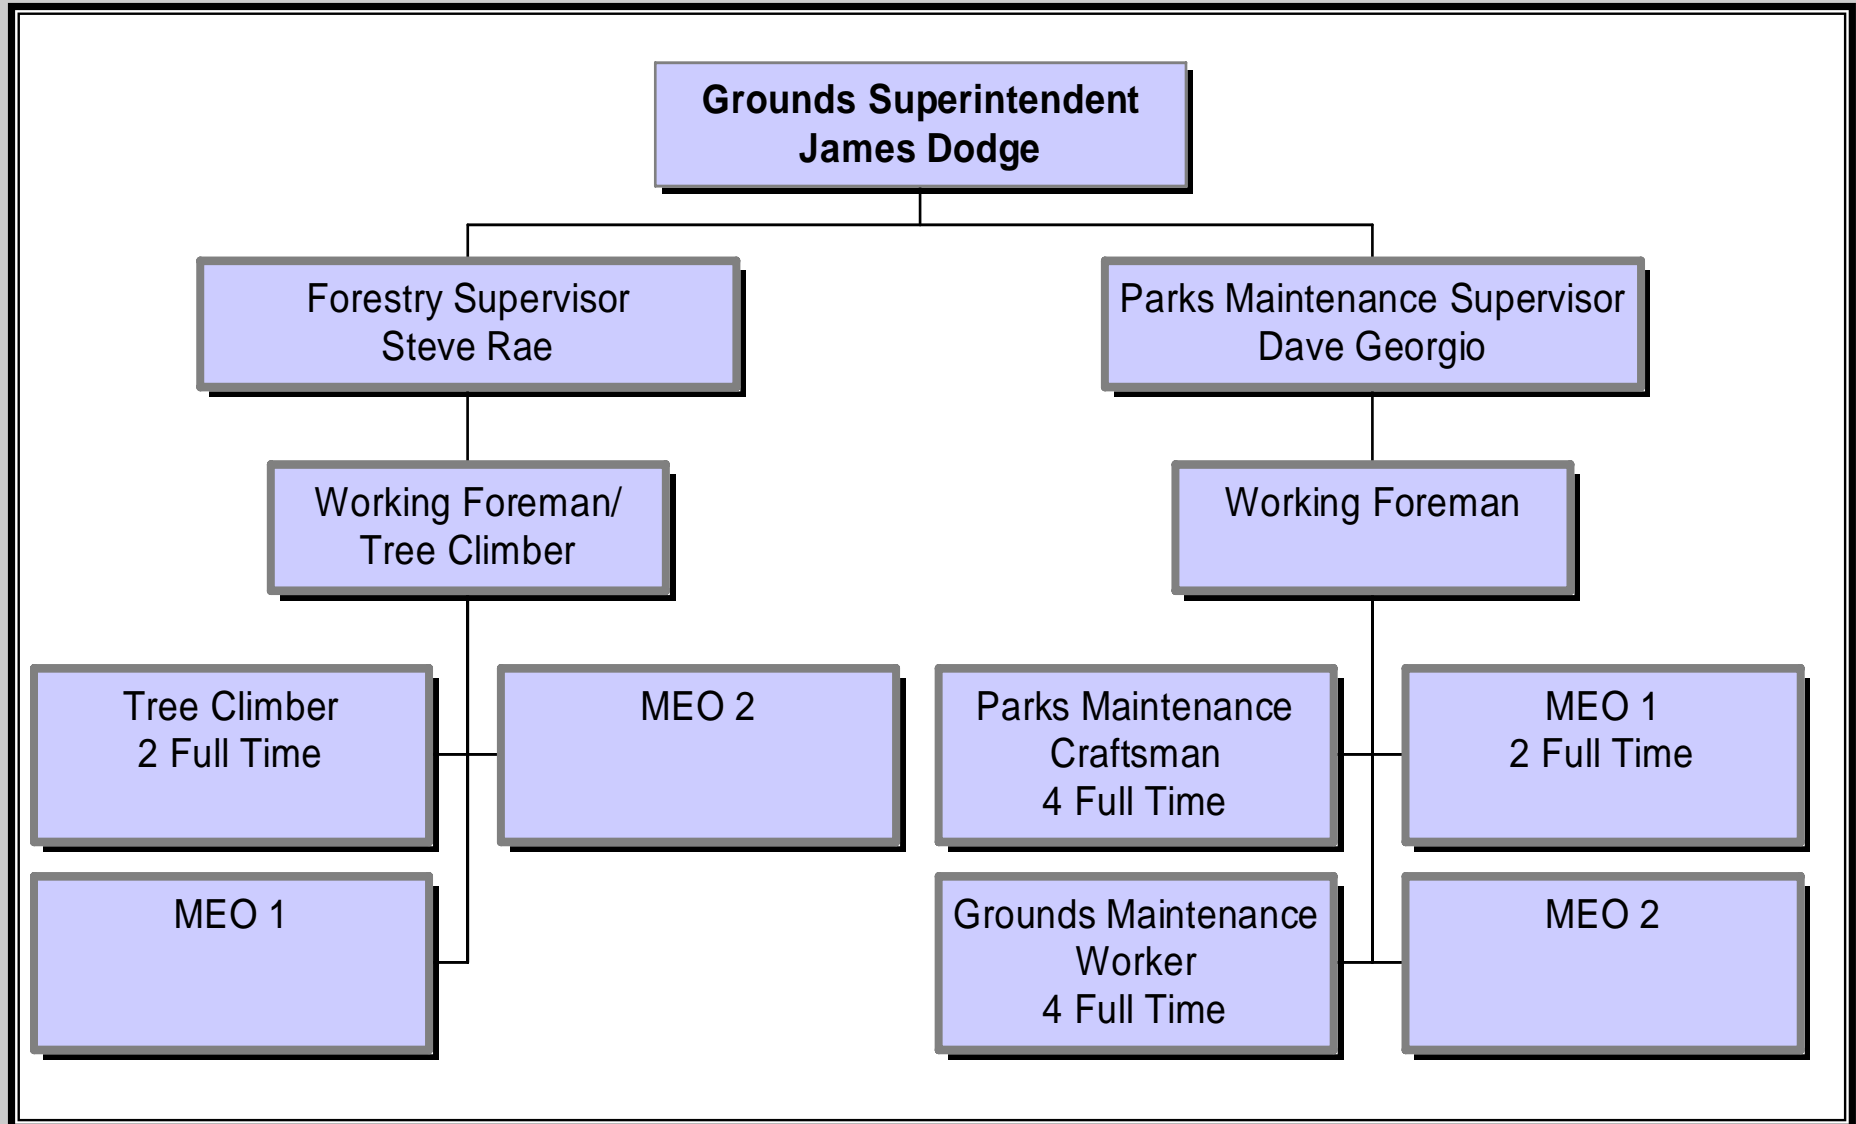 Grounds Superintendent
James Dodge
Forestry Supervisor
Steve Rae
Parks Maintenance Supervisor
Dave Georgio
Working Foreman/
Tree Climber
Working Foreman
Tree Climber
2 Full Time
MEO 2
Parks Maintenance
Craftsman
4 Full Time
MEO 1
2 Full Time
MEO 1
Grounds Maintenance
Worker
4 Full Time
MEO 2